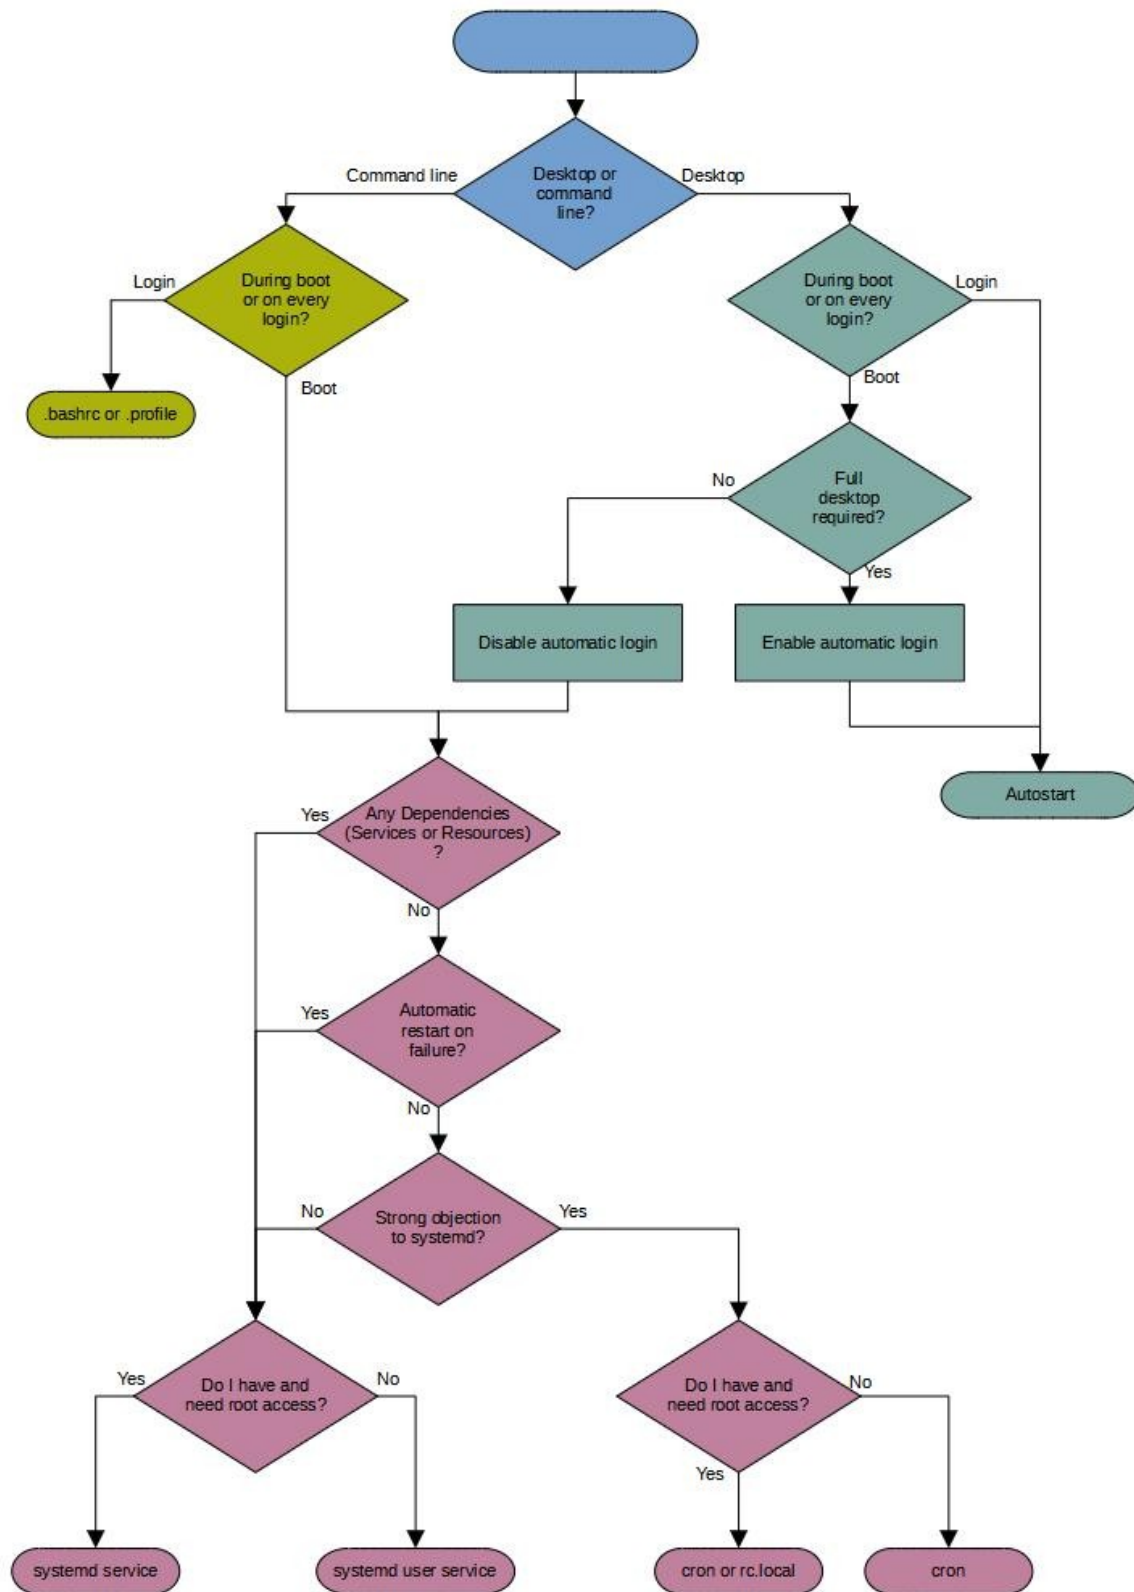 Desktop or
command
line?
Command line
Desktop
During boot
or on every
login?
Login
Boot
.bashrc or .profile
During boot
or on every
login?
Login
Boot
Full
desktop
required?
No
Yes
Disable automatic login
Enable automatic login
Autostart
Any Dependencies
(Services or Resources)
?
Yes
No
Automatic
restart on
failure?
Yes
No
Strong objection
to systemd?
No
Yes
Do I have and
need root access?
Yes
No
Do I have and
need root access?
No
Yes
systemd service
systemd user service
cron or rc.local
cron